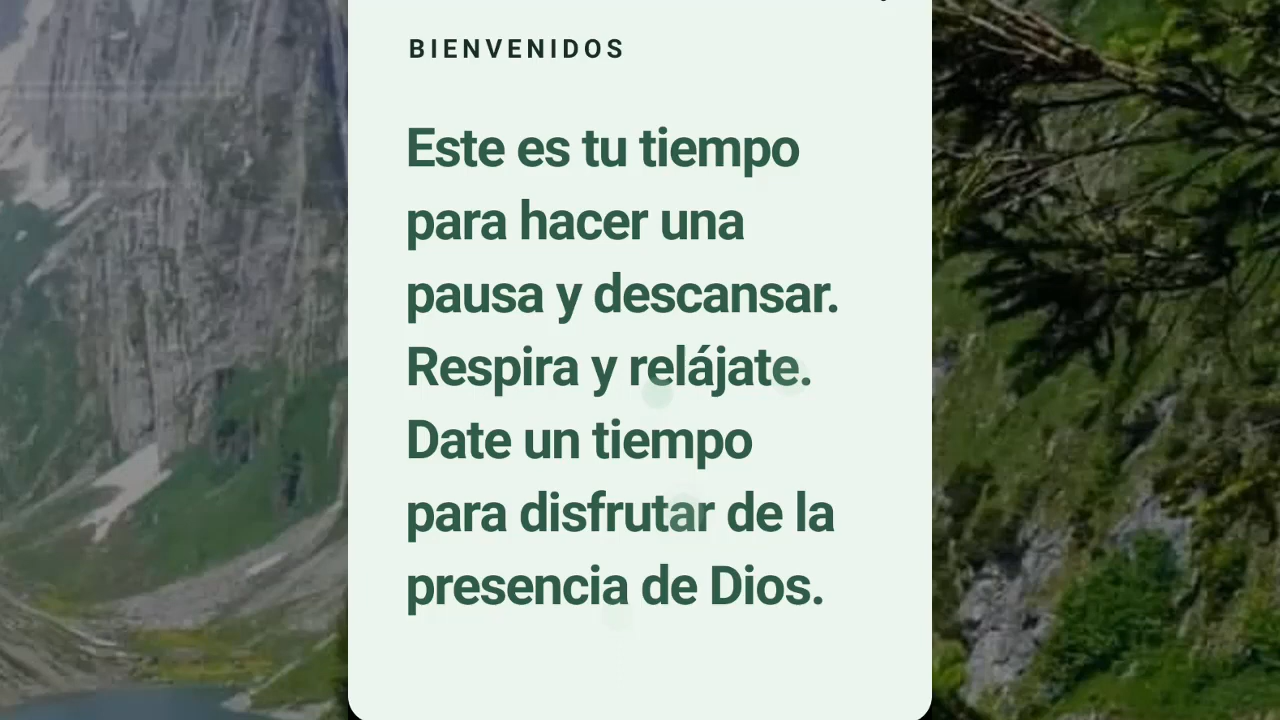 BIENVENIDOS
Este es tu tiempo
para hacer una
pausa y descansar.
Respira y relájate.
Date un tiempo
para disfrutar de la
presencia de Dios.